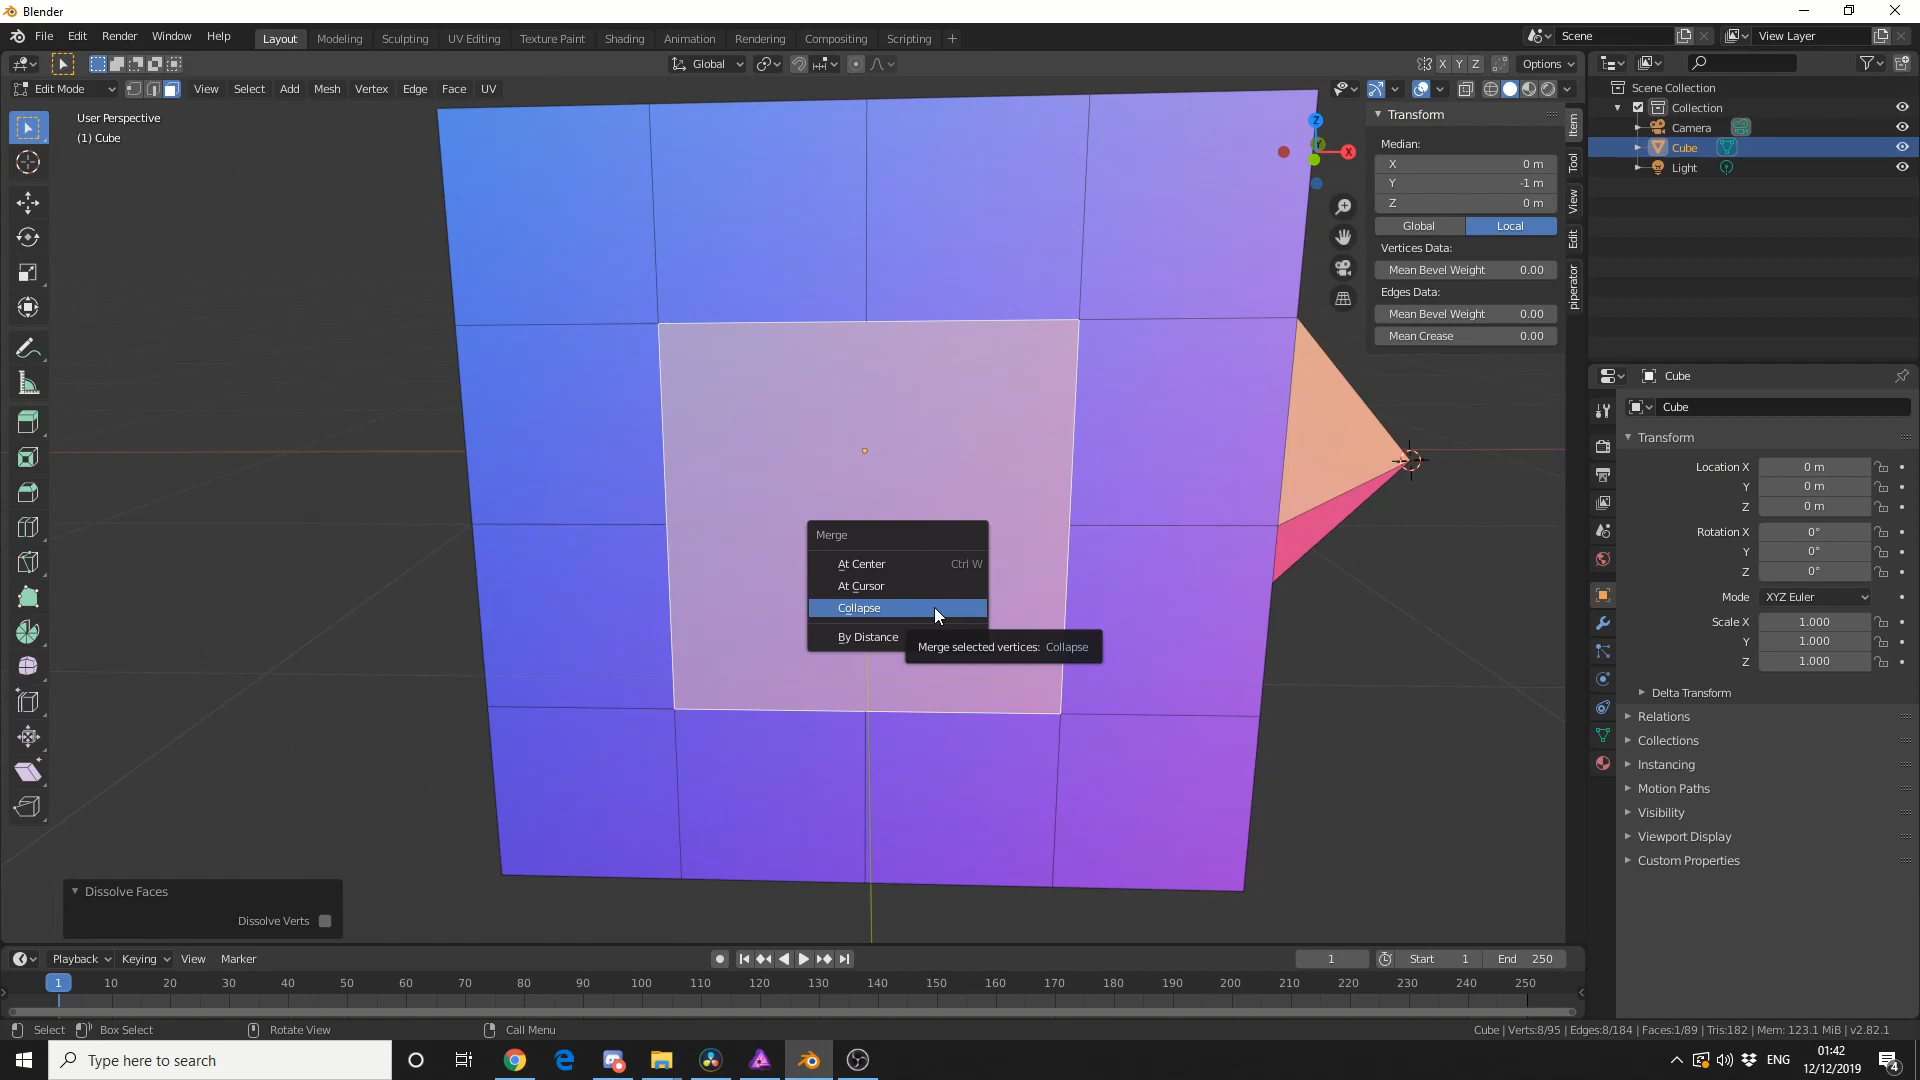 Blender
File Edit Render Window Help
Layout Modeling Sculpting UV Editing Texture Paint Shading Animation Rendering Compositing Scripting +
Scene
View Layer
Global
X Y Z
Options
Edit Mode
View Select Add Mesh Vertex Edge Face UV
User Perspective
(1) Cube
Z
Y
X
Transform
Median:
X 0 m
Y -1 m
Z 0 m
Global Local
Vertices Data:
Mean Bevel Weight 0.00
Edges Data:
Mean Bevel Weight 0.00
Mean Crease 0.00
Item
Tool
View
Edit
piperator
Scene Collection
Collection
Camera
Cube
Light
Cube
Cube
Transform
Location X 0 m
Y 0 m
Z 0 m
Rotation X 0°
Y 0°
Z 0°
Mode XYZ Euler
Scale X 1.000
Y 1.000
Z 1.000
Delta Transform
Relations
Collections
Instancing
Motion Paths
Visibility
Viewport Display
Custom Properties
Merge
At Center Ctrl W
At Cursor
Collapse
By Distance
Merge selected vertices: Collapse
Dissolve Faces
Dissolve Verts
Playback Keying View Marker
1
Start 1
End 250
1 10 20 30 40 50 60 70 80 90 100 110 120 130 140 150 160 170 180 190 200 210 220 230 240 250
Select Box Select Rotate View Call Menu
Cube | Verts:8/95 | Edges:8/184 | Faces:1/89 | Tris:182 | Mem: 123.1 MiB | v2.82.1
Type here to search
ENG
01:42
12/12/2019
4